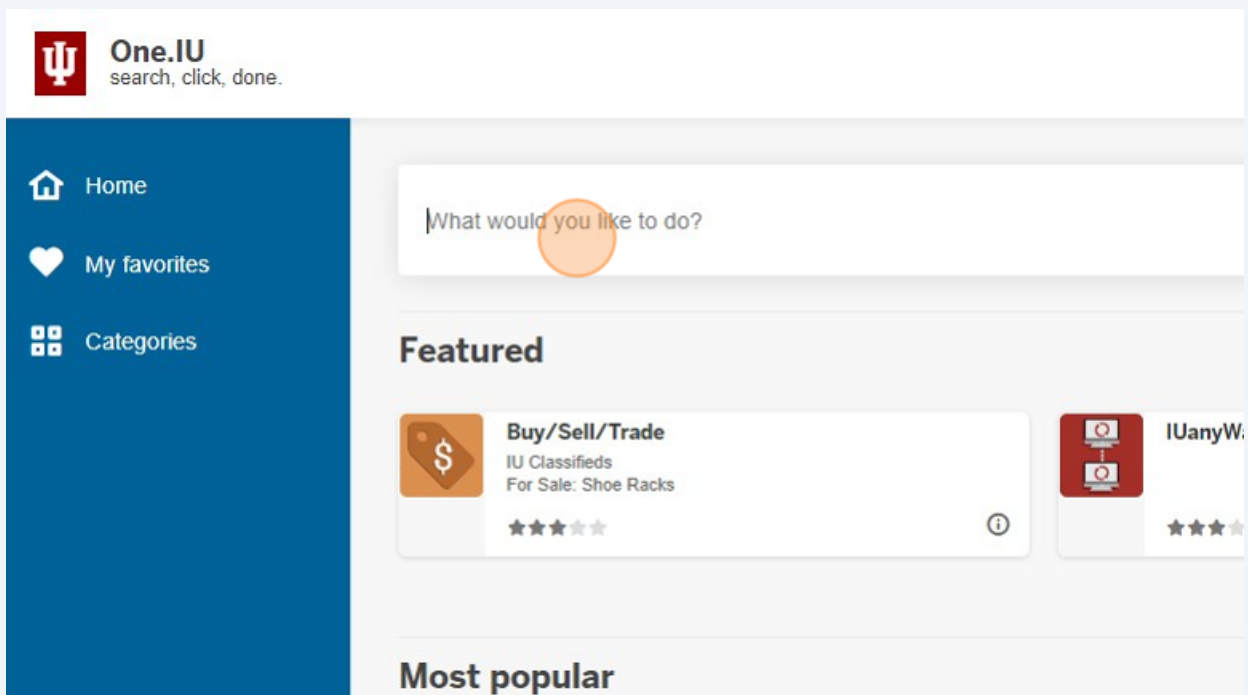 One.IU
search, click, done.
Home
My favorites
Categories
What would you like to do?
Featured
$
Buy/Sell/Trade
IU Classifieds
For Sale: Shoe Racks
Most popular